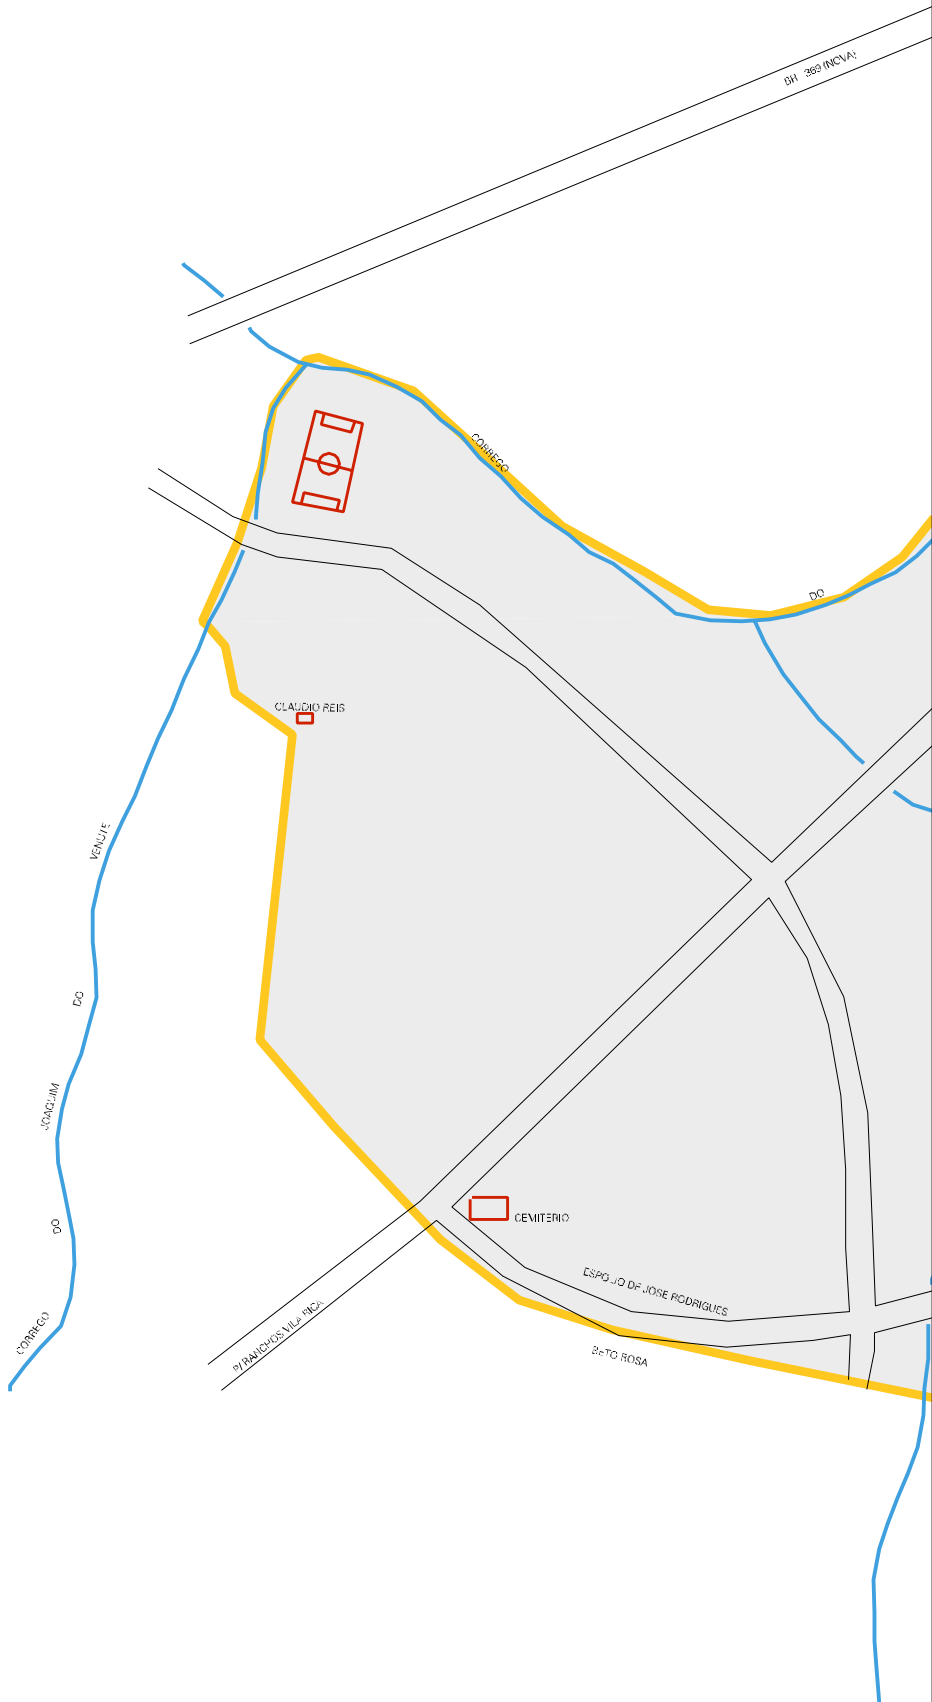 BR - 369 (NOVA)
CORREGO
DO
CLAUDIO REIS
VENUTE
DO
JOAQUIM
DO
CORREGO
CEMITERIO
ESPOLIO DE JOSE RODRIGUES
P/ RANCHOS VILA RICA
BETO ROSA